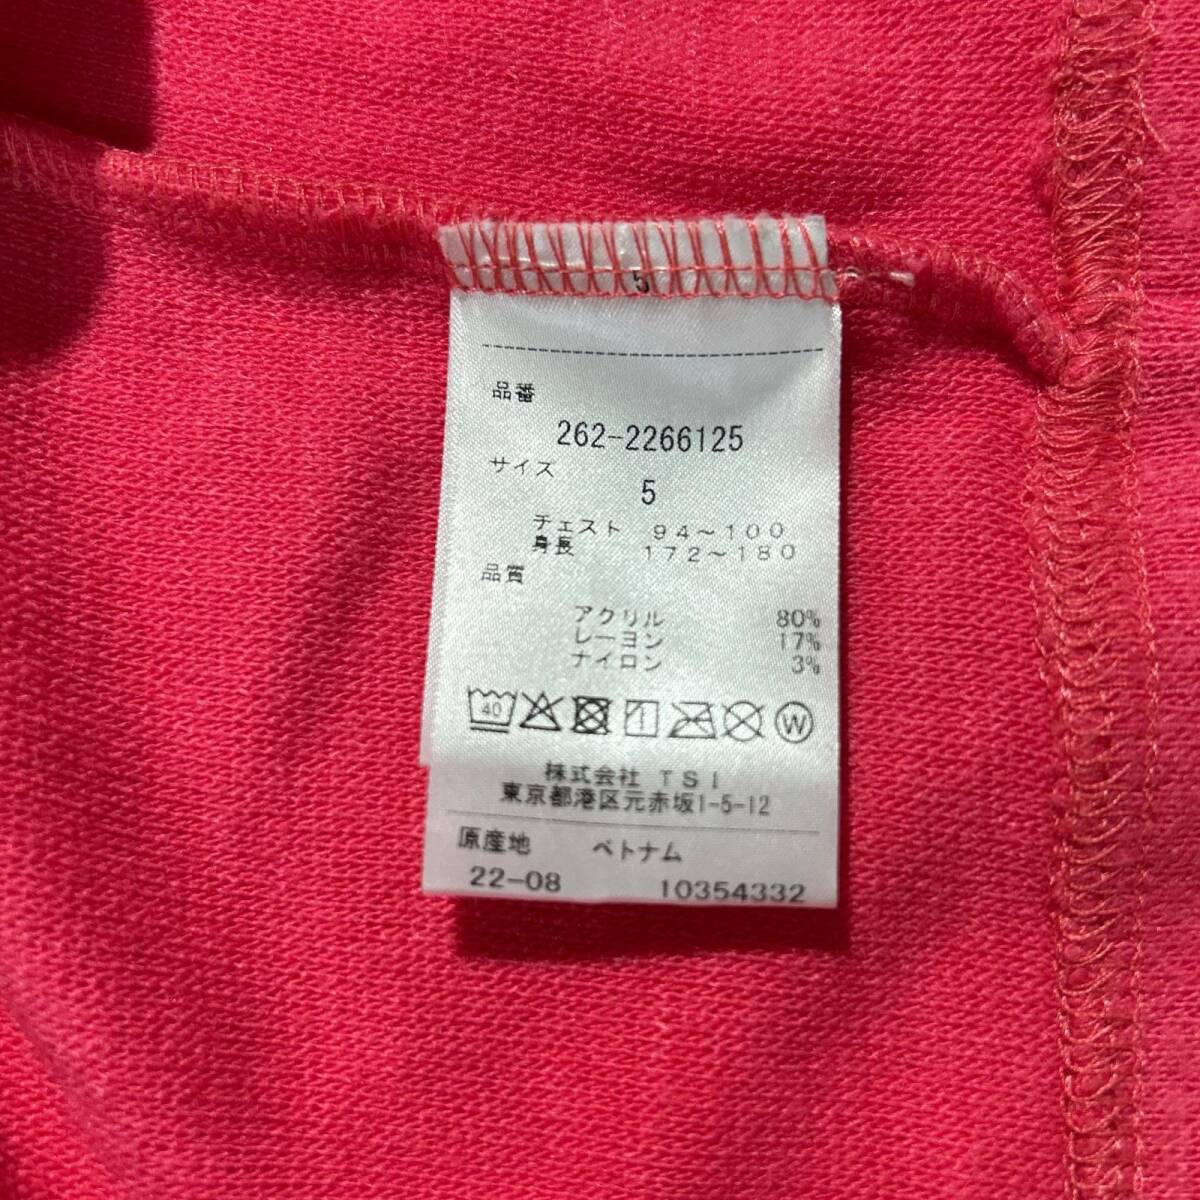 5
品番
262-2266125
サイズ
5
チェスト 94～100
身長 172～180
品質
アクリル 80%
レーヨン 17%
ナイロン 3%
40 W
株式会社 TSI
東京都港区元赤坂1-5-12
原産地 ベトナム
22-08 10354332